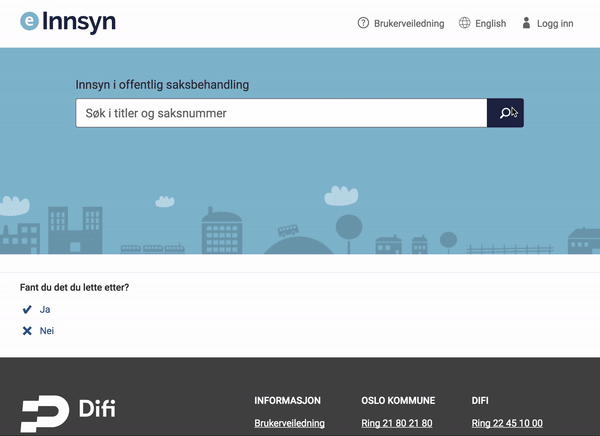 eInnsyn
Brukerveiledning English Logg inn
Innsyn i offentlig saksbehandling
Søk i titler og saksnummer
Fant du det du lette etter?
Ja
Nei
Difi
INFORMASJON OSLO KOMMUNE DIFI
Brukerveiledning Ring 21 80 21 80 Ring 22 45 10 00